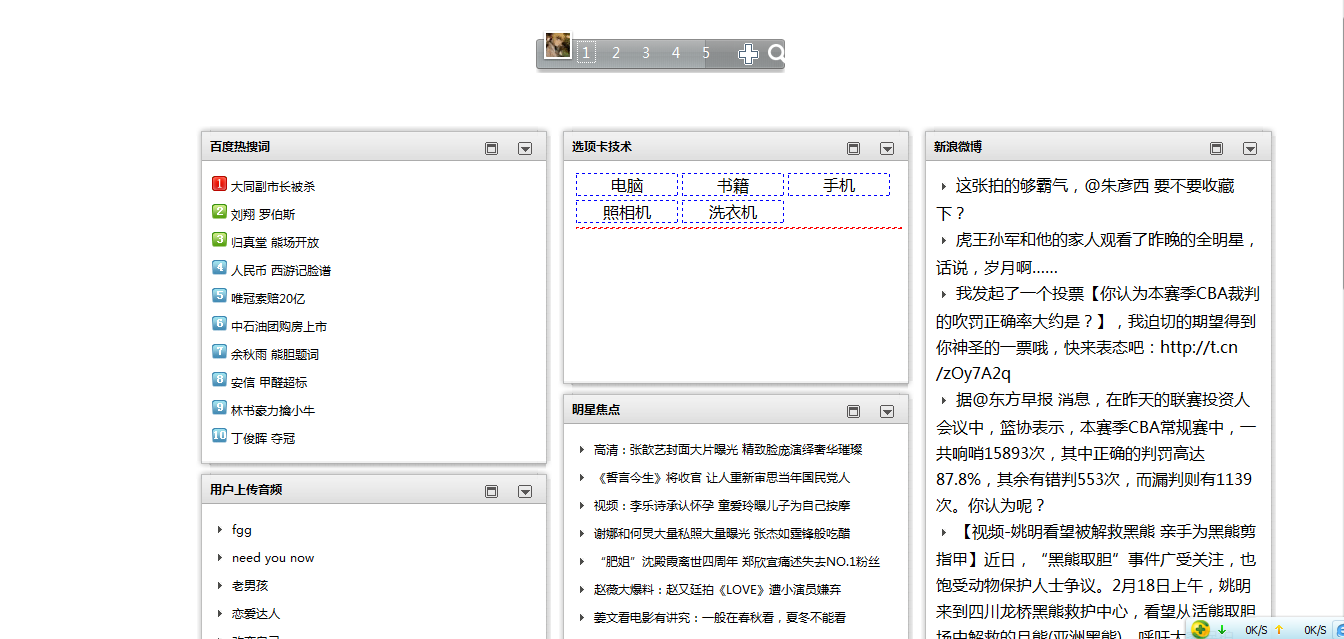 1 2 3 4 5
百度热搜词
1 大同副市长被杀
2 刘翔 罗伯斯
3 归真堂 能场开放
4 人民币 西游记脸谱
5 唯冠索赔20亿
6 中石油团购房上市
7 余秋雨 能胆题词
8 安信 甲醛超标
9 林书豪力擒小牛
10 丁俊晖 夺冠
用户上传音频
fgg
need you now
老男孩
恋爱达人
选项卡技术
电脑 书籍 手机
照相机 洗衣机
明星焦点
高清：张歆艺封面大片曝光 精致脸庞演绎奢华璀璨
《誓言今生》将收官 让人重新审思当年国民党人
视频：李乐诗承认怀孕 童爱玲曝儿子为自己按摩
谢娜和何炅大量私照大量曝光 张杰如霆锋般吃醋
“肥姐”沈殿霞离世四周年 郑欣宜痛述失去NO.1粉丝
赵薇大爆料：赵又廷拍《LOVE》遭小演员嫌弃
姜文看电影有讲究：一般在春秋看，夏冬不能看
新浪微博
这张拍的够霸气，@朱彦西 要不要收藏
下？
虎王孙军和他的家人观看了昨晚的全明星，
话说，岁月啊......
我发起了一个投票【你认为本赛季CBA裁判
的吹罚正确率大约是？】，我迫切的期望得到
你神圣的一票哦，快来表态吧：http://t.cn
/zOy7A2q
据@东方早报 消息，在昨天的联赛投资人
会议中，篮协表示，本赛季CBA常规赛中，一
共响哨15893次，其中正确的判罚高达
87.8%，其余有错判553次，而漏判则有1139
次。你认为呢？
【视频-姚明看望被解救黑熊 亲手为黑熊剪
指甲】近日，“黑熊取胆”事件广受关注，也
饱受动物保护人士争议。2月18日上午，姚明
来到四川龙桥黑熊救护中心，看望从活熊取胆
场中解救的月熊(亚洲黑熊)，呼吁大
0K/S 0K/S